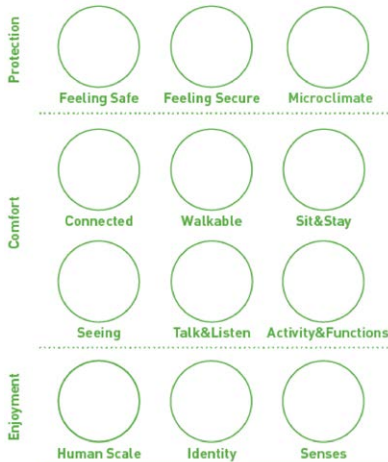 Protection
Feeling Safe
Feeling Secure
Microclimate
Comfort
Connected
Walkable
Sit&Stay
Seeing
Talk&Listen
Activity&Functions
Enjoyment
Human Scale
Identity
Senses